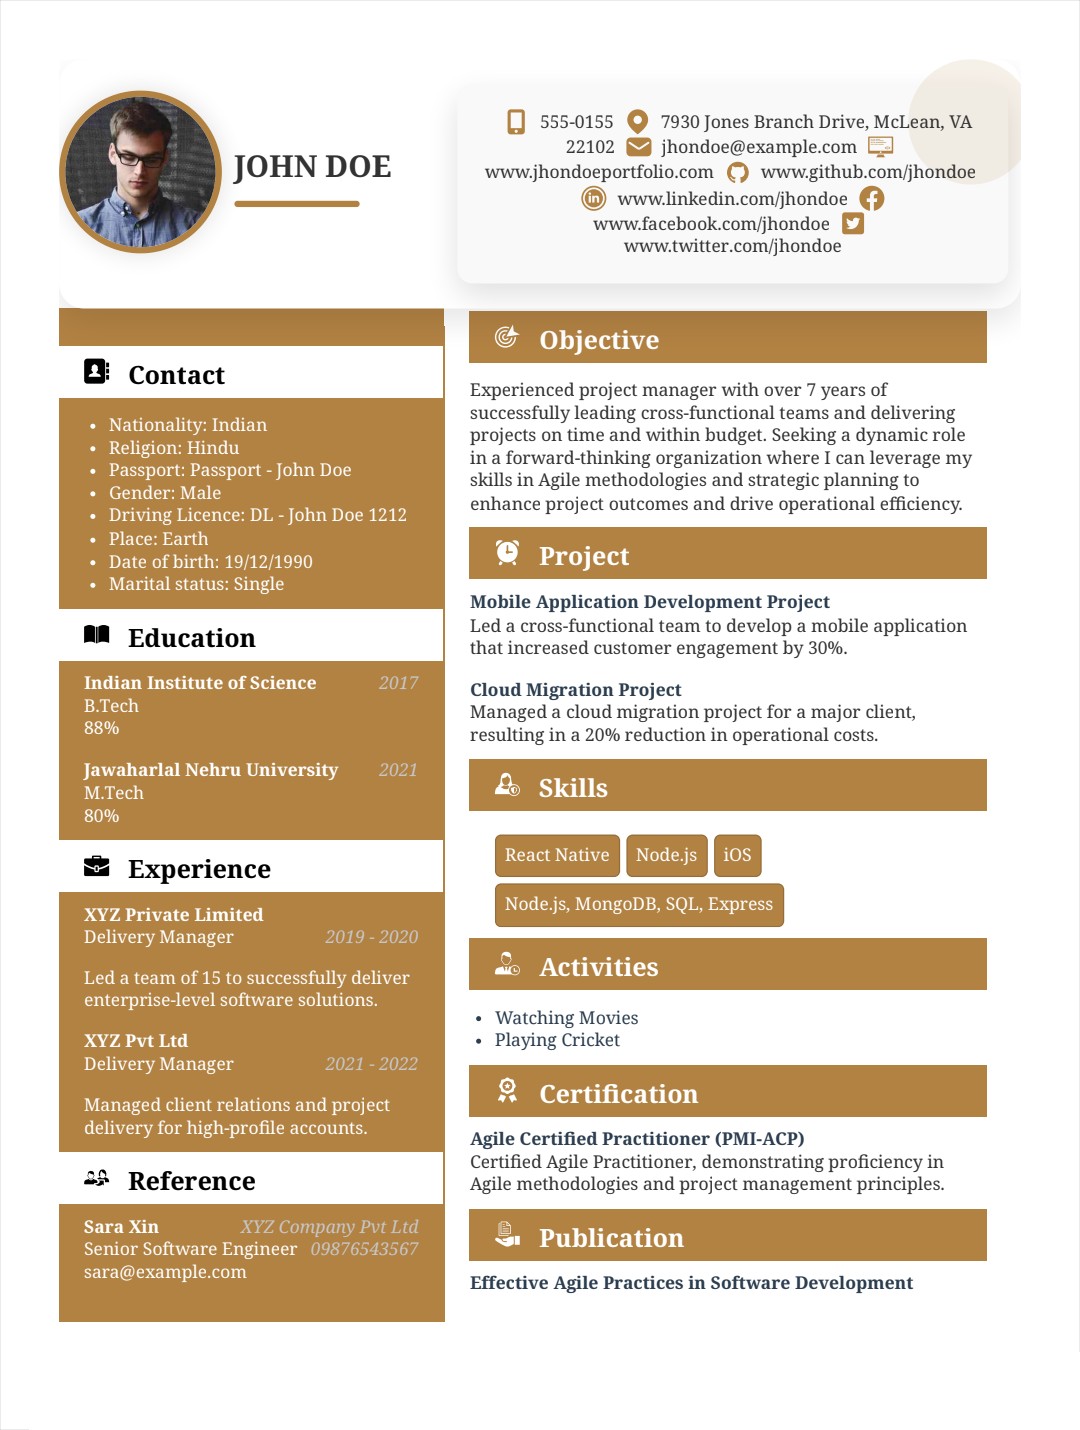 JOHN DOE
555-0155 7930 Jones Branch Drive, McLean, VA
22102 jhondoe@example.com
www.jhondoeportfolio.com www.github.com/jhondoe
www.linkedin.com/jhondoe
www.facebook.com/jhondoe
www.twitter.com/jhondoe
Contact
• Nationality: Indian
• Religion: Hindu
• Passport: Passport - John Doe
• Gender: Male
• Driving Licence: DL - John Doe 1212
• Place: Earth
• Date of birth: 19/12/1990
• Marital status: Single
Education
Indian Institute of Science 2017
B.Tech
88%
Jawaharlal Nehru University 2021
M.Tech
80%
Experience
XYZ Private Limited
Delivery Manager 2019 - 2020
Led a team of 15 to successfully deliver
enterprise-level software solutions.
XYZ Pvt Ltd
Delivery Manager 2021 - 2022
Managed client relations and project
delivery for high-profile accounts.
Reference
Sara Xin XYZ Company Pvt Ltd
Senior Software Engineer 09876543567
sara@example.com
Objective
Experienced project manager with over 7 years of
successfully leading cross-functional teams and delivering
projects on time and within budget. Seeking a dynamic role
in a forward-thinking organization where I can leverage my
skills in Agile methodologies and strategic planning to
enhance project outcomes and drive operational efficiency.
Project
Mobile Application Development Project
Led a cross-functional team to develop a mobile application
that increased customer engagement by 30%.
Cloud Migration Project
Managed a cloud migration project for a major client,
resulting in a 20% reduction in operational costs.
Skills
React Native Node.js iOS
Node.js, MongoDB, SQL, Express
Activities
• Watching Movies
• Playing Cricket
Certification
Agile Certified Practitioner (PMI-ACP)
Certified Agile Practitioner, demonstrating proficiency in
Agile methodologies and project management principles.
Publication
Effective Agile Practices in Software Development